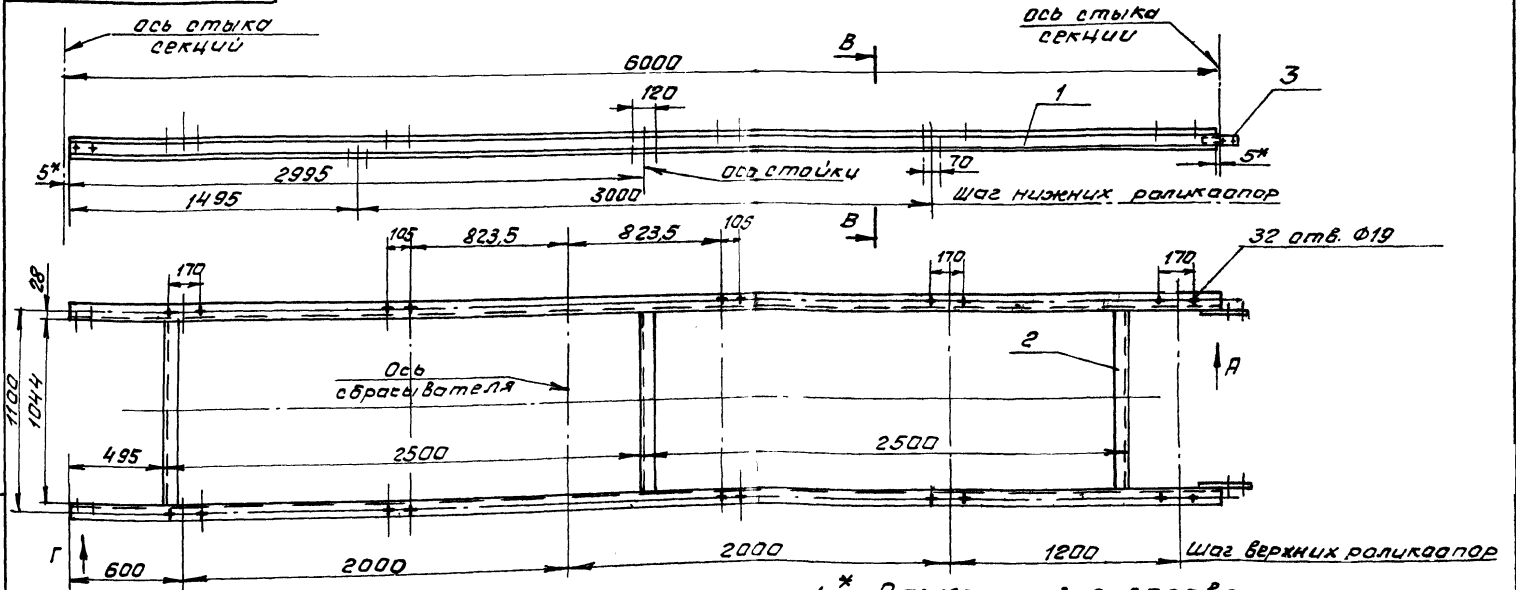 ось стыка
секций
ось стыка
секции
В
6000
3
120
1
5*
2995
ось стойки
70
5*
1495
3000
Шаг нижних роликоопор
В
105
823,5
823,5
105
32 отв. Ф19
170
170
170
28
2
Ось
сбрасывателя
А
1100
1044
495
2500
2500
Г
600
2000
2000
1200
Шаг верхних роликоопор